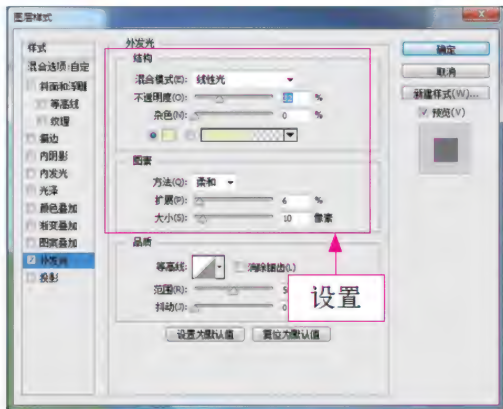 图层样式
样式
混合选项:自定
斜面和浮雕
等高线
纹理
描边
内阴影
内发光
光泽
颜色叠加
渐变叠加
图案叠加
外发光
投影
外发光
结构
混合模式(E): 线性光
不透明度(O): %
杂色(N): 0 %
图素
方法(Q): 柔和
扩展(P): 6 %
大小(S): 10 像素
品质
等高线: 消除锯齿(L)
范围(R):
抖动(J):
设置为默认值 复位为默认值
设置
确定
取消
新建样式(W)...
预览(V)